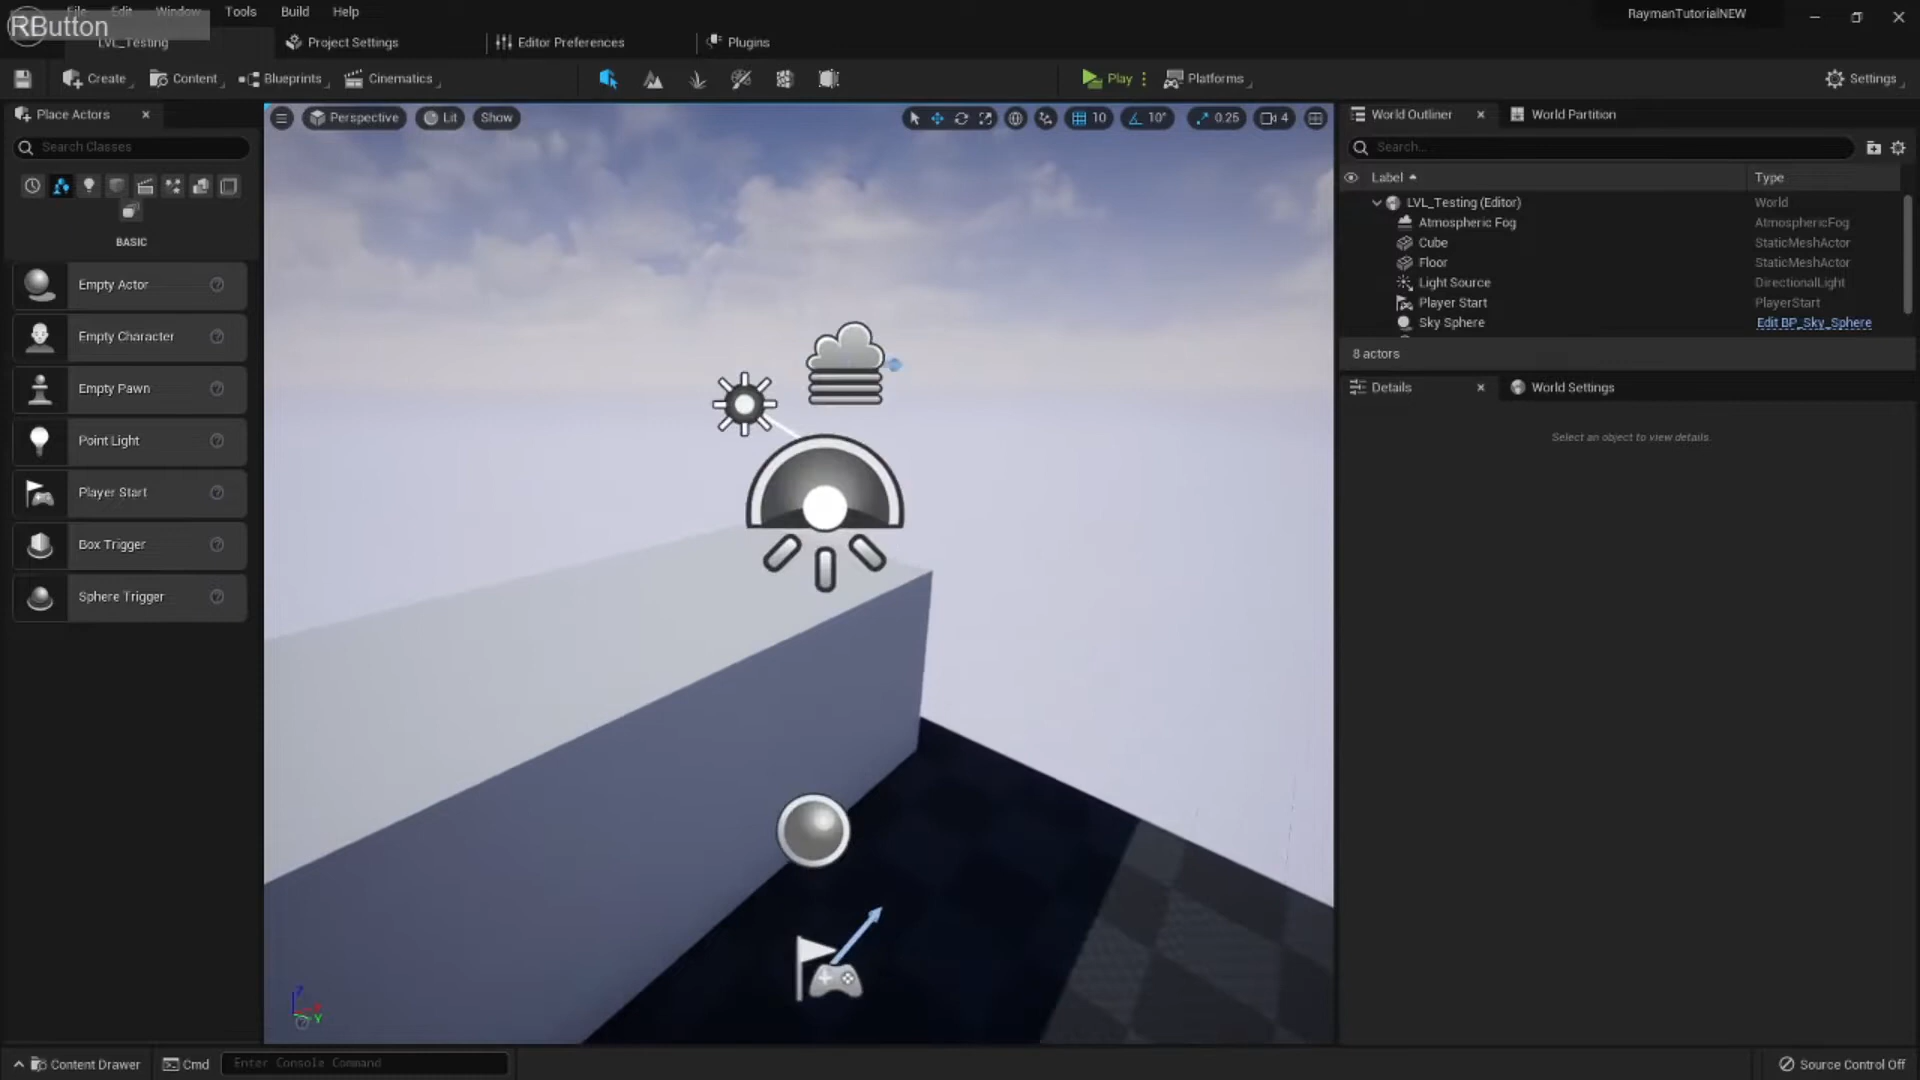 RButton
File Edit Window Tools Build Help
RaymanTutorialNEW
LVL_Testing
Project Settings
Editor Preferences
Plugins
Create
Content
Blueprints
Cinematics
Play
Platforms
Settings
Place Actors
Search Classes
BASIC
Empty Actor
Empty Character
Empty Pawn
Point Light
Player Start
Box Trigger
Sphere Trigger
Perspective
Lit
Show
10
10°
0.25
4
World Outliner
World Partition
Search...
Label Type
LVL_Testing (Editor) World
Atmospheric Fog AtmosphericFog
Cube StaticMeshActor
Floor StaticMeshActor
Light Source DirectionalLight
Player Start PlayerStart
Sky Sphere Edit BP_Sky_Sphere
8 actors
Details
World Settings
Select an object to view details.
Z
Y
Content Drawer
Cmd
Enter Console Command
Source Control Off